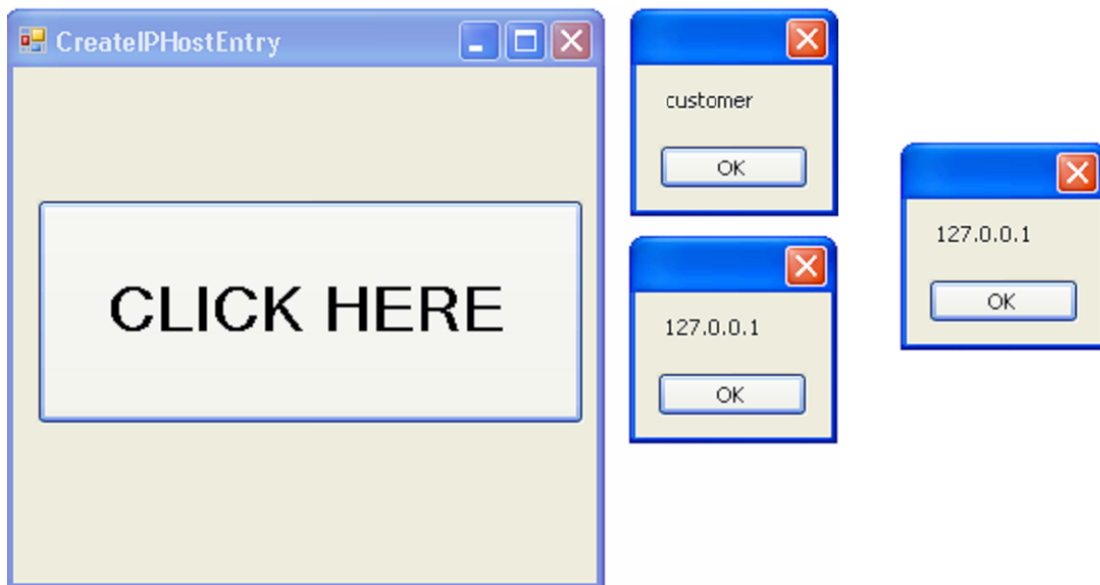 CreateIPHostEntry
CLICK HERE
customer
OK
127.0.0.1
OK
127.0.0.1
OK